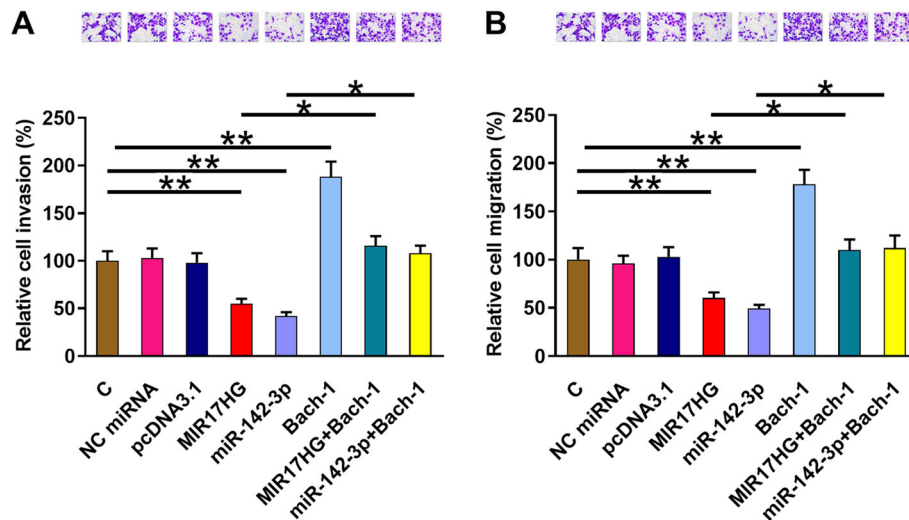 A
B
Relative cell invasion (%)
250
200
150
100
50
0
**
**
**
*
*
C
NC miRNA
pcDNA3.1
MIR17HG
miR-142-3p
Bach-1
MIR17HG+Bach-1
miR-142-3p+Bach-1
Relative cell migration (%)
250
200
150
100
50
0
**
**
**
*
*
C
NC miRNA
pcDNA3.1
MIR17HG
miR-142-3p
Bach-1
MIR17HG+Bach-1
miR-142-3p+Bach-1